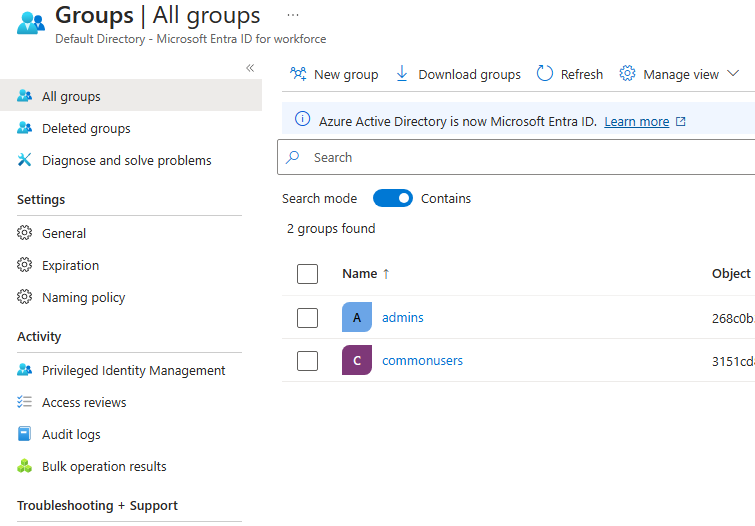 Groups | All groups ...
Default Directory - Microsoft Entra ID for workforce
«
All groups
Deleted groups
Diagnose and solve problems
Settings
General
Expiration
Naming policy
Activity
Privileged Identity Management
Access reviews
Audit logs
Bulk operation results
Troubleshooting + Support
New group Download groups Refresh Manage view
Azure Active Directory is now Microsoft Entra ID. Learn more
Search
Search mode Contains
2 groups found
Name ↑ Object
A admins 268c0b
C commonusers 3151cd